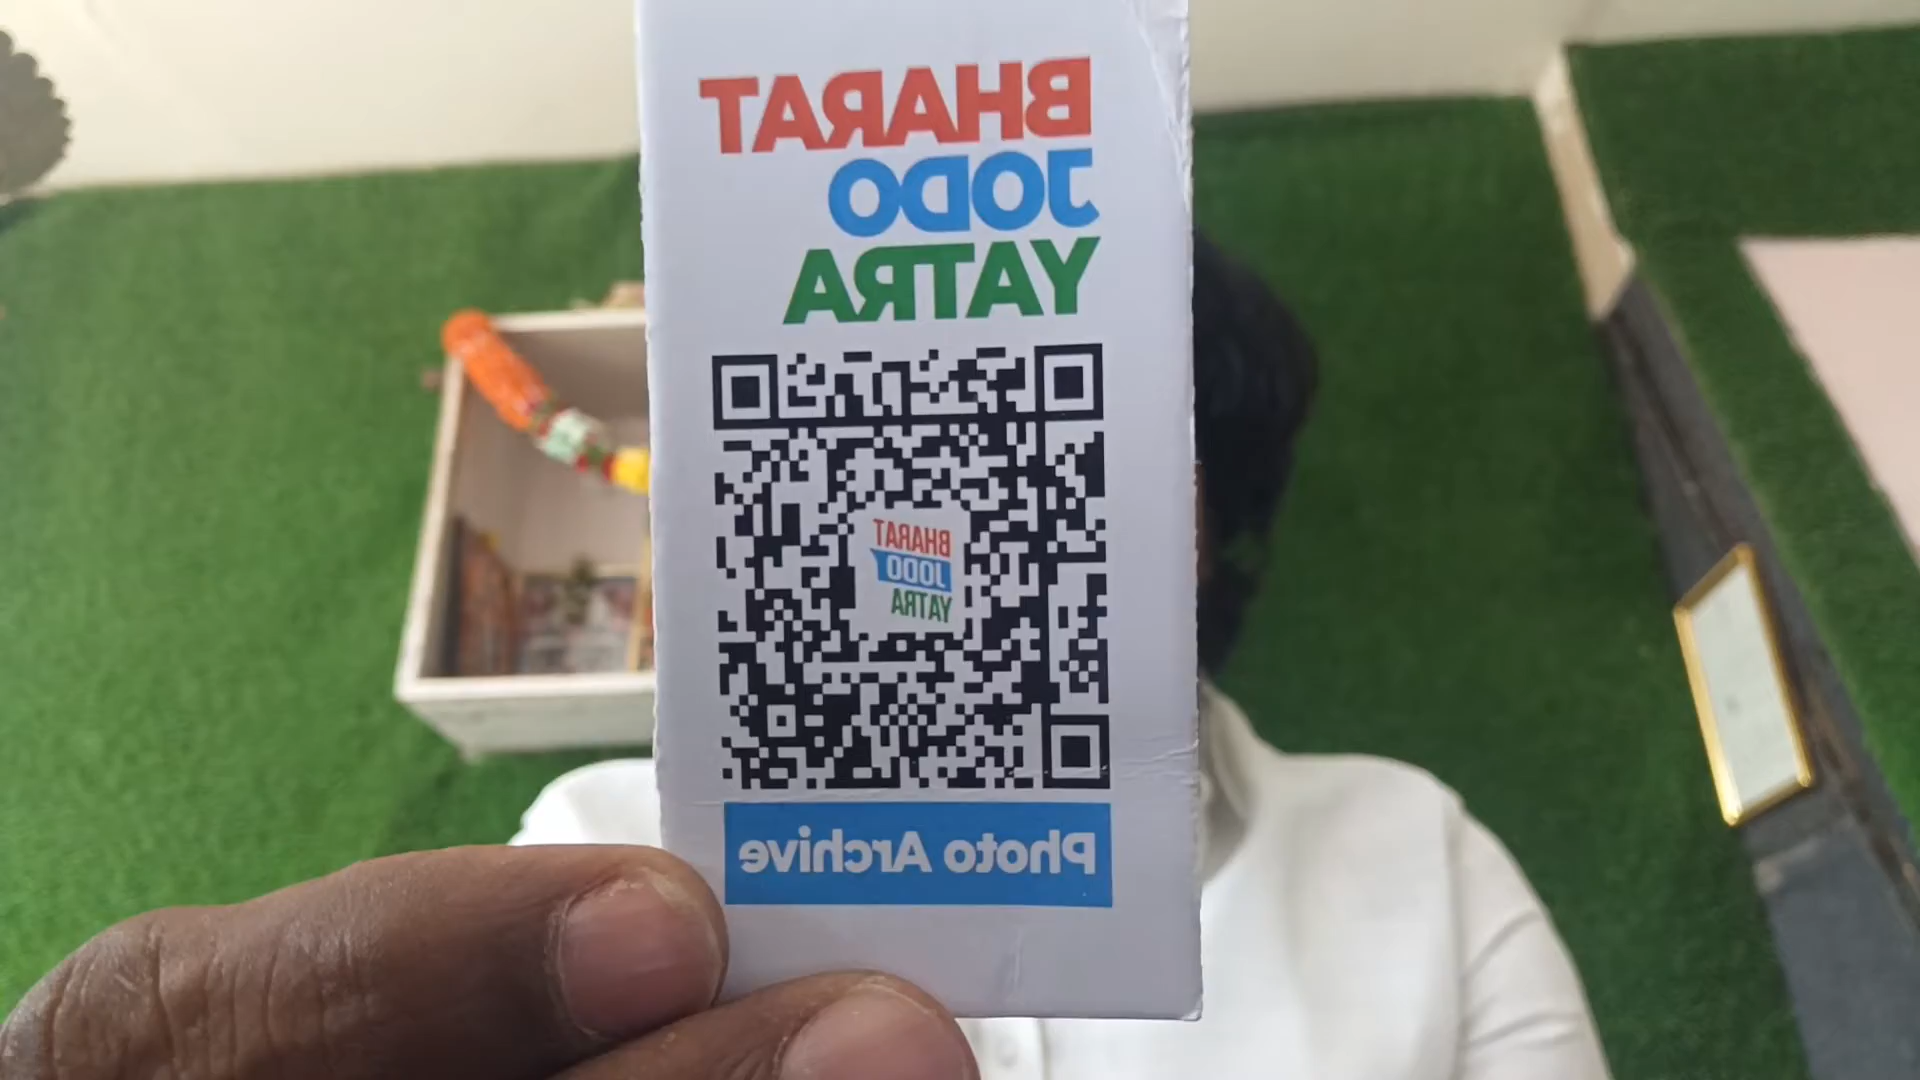 BHARAT
JODO
YATRA
BHARAT
JODO
YATRA
Photo Archive